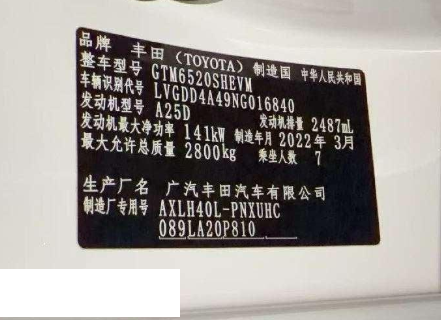 品牌 丰田（TOYOTA） 制造国 中华人民共和国
整车型号 GTM6520SHEVM
车辆识别代号 LVGDD4A49NG016840
发动机型号 A25D 发动机排量 2487mL
发动机最大净功率 141kW 制造年月 2022年3月
最大允许总质量 2800kg 乘坐人数 7
生产厂名 广汽丰田汽车有限公司
制造厂专用号 AXLH40L-PNXUHC
089LA20P810